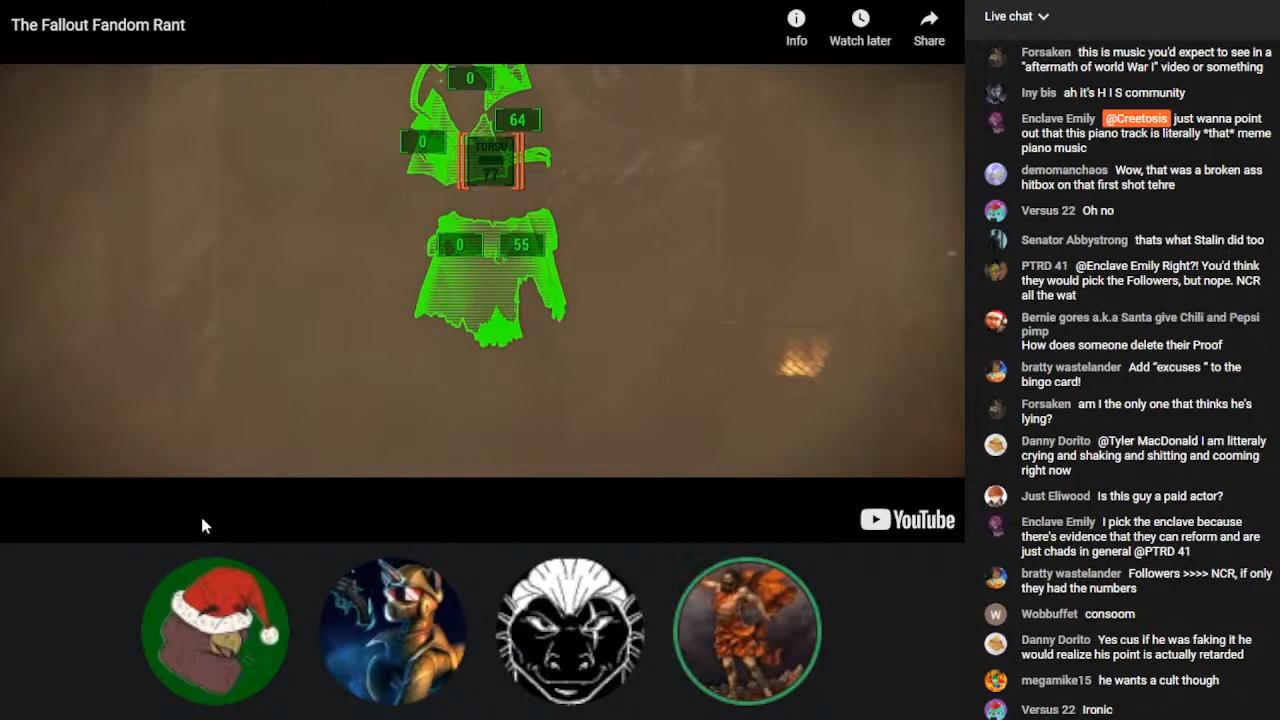 The Fallout Fandom Rant
Info
Watch later
Share
0
64
0
TORSO
77
0
55
YouTube
Live chat
Forsaken this is music you'd expect to see in a
"aftermath of world War I" video or something
Iny bis ah it's H I S community
Enclave Emily @Creetosis just wanna point
out that this piano track is literally *that* meme
piano music
demomanchaos Wow, that was a broken ass
hitbox on that first shot tehre
Versus 22 Oh no
Senator Abbystrong thats what Stalin did too
PTRD 41 @Enclave Emily Right?! You'd think
they would pick the Followers, but nope. NCR
all the wat
Bernie gores a.k.a Santa give Chili and Pepsi
pimp
How does someone delete their Proof
bratty wastelander Add “excuses “ to the
bingo card!
Forsaken am I the only one that thinks he's
lying?
Danny Dorito @Tyler MacDonald I am litteraly
crying and shaking and shitting and cooming
right now
Just Eliwood Is this guy a paid actor?
Enclave Emily I pick the enclave because
there's evidence that they can reform and are
just chads in general @PTRD 41
bratty wastelander Followers >>>> NCR, if only
they had the numbers
W
Wobbuffet consoom
Danny Dorito Yes cus if he was faking it he
would realize his point is actually retarded
megamike15 he wants a cult though
Versus 22 Ironic